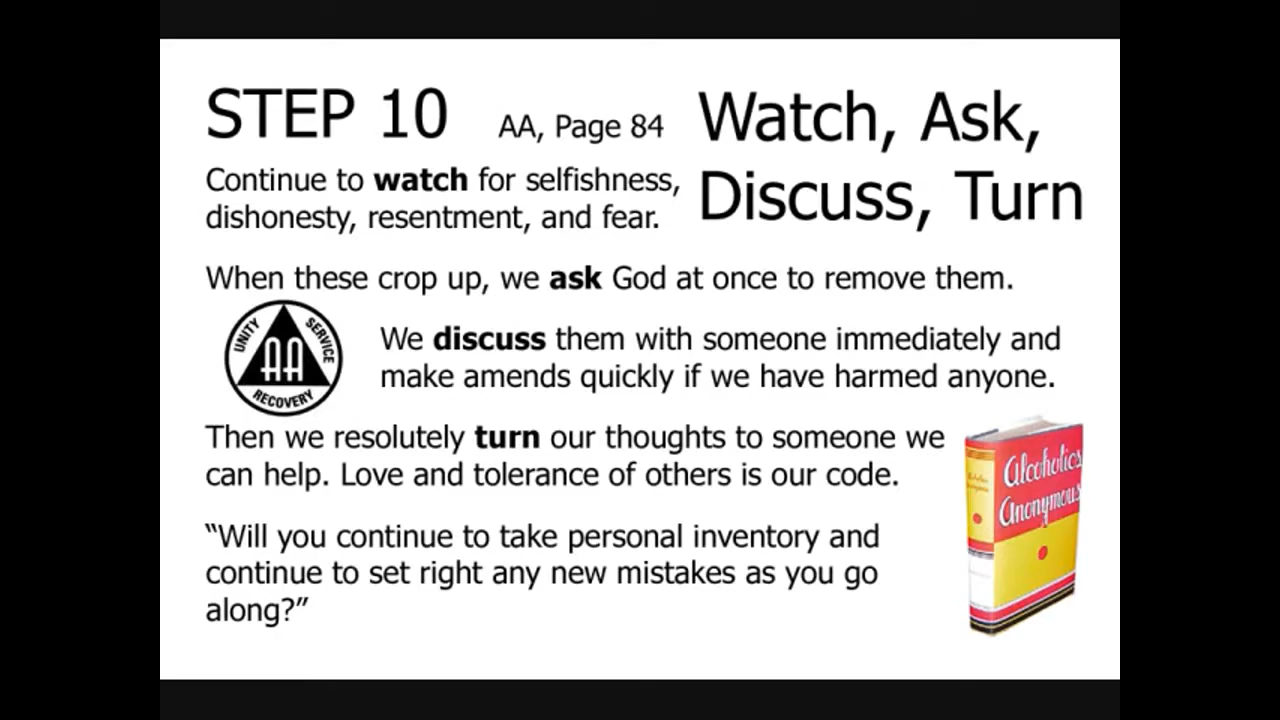 STEP 10
AA, Page 84
Watch, Ask,
Discuss, Turn
Continue to watch for selfishness,
dishonesty, resentment, and fear.
When these crop up, we ask God at once to remove them.
UNITY
SERVICE
AA
RECOVERY
We discuss them with someone immediately and
make amends quickly if we have harmed anyone.
Then we resolutely turn our thoughts to someone we
can help. Love and tolerance of others is our code.
Alcoholics
Anonymous
“Will you continue to take personal inventory and
continue to set right any new mistakes as you go
along?”